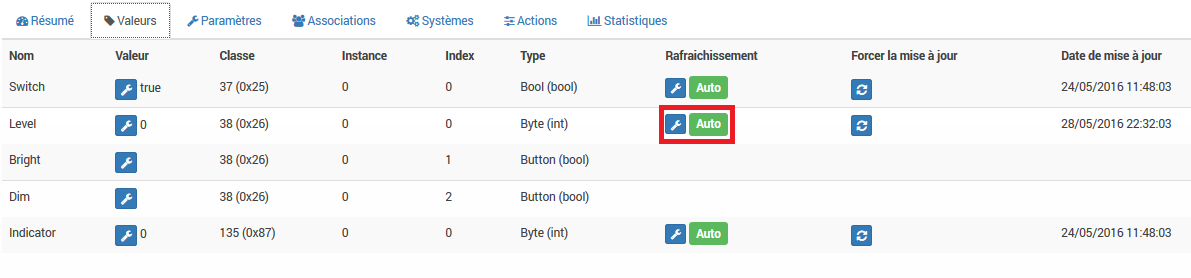 Résumé Valeurs Paramètres Associations Systèmes Actions Statistiques
Nom Valeur Classe Instance Index Type Rafraichissement Forcer la mise à jour Date de mise à jour
Switch true 37 (0x25) 0 0 Bool (bool) Auto 24/05/2016 11:48:03
Level 0 38 (0x26) 0 0 Byte (int) Auto 28/05/2016 22:32:03
Bright 38 (0x26) 0 1 Button (bool)
Dim 38 (0x26) 0 2 Button (bool)
Indicator 0 135 (0x87) 0 0 Byte (int) Auto 24/05/2016 11:48:03